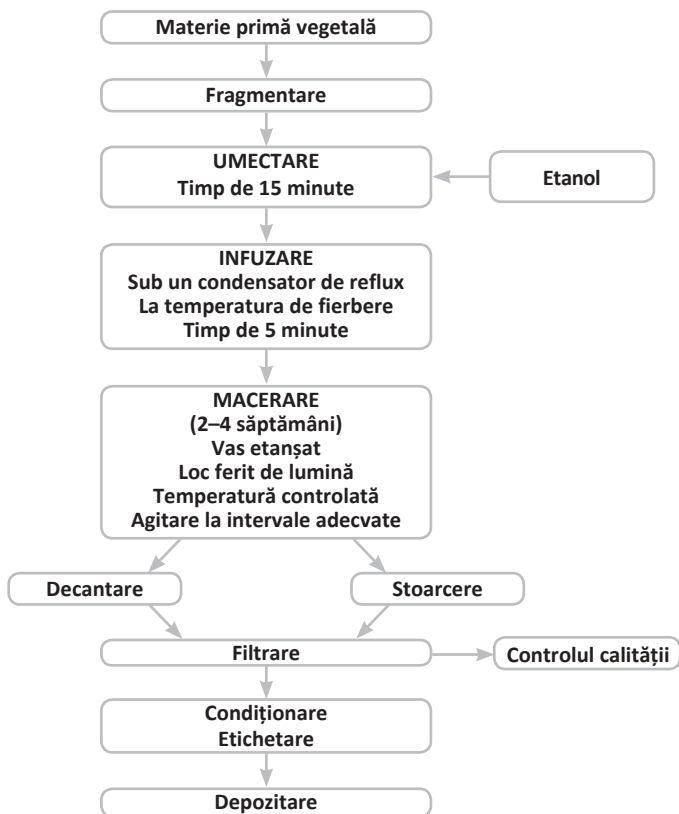 Materie primă vegetală
Fragmentare
UMECTARE
Timp de 15 minute
Etanol
INFUZARE
Sub un condensator de reflux
La temperatura de fierbere
Timp de 5 minute
MACERARE
(2–4 săptămâni)
Vas etanșat
Loc ferit de lumină
Temperatură controlată
Agitare la intervale adecvate
Decantare
Stoarcere
Filtrare
Controlul calității
Condiționare
Etichetare
Depozitare